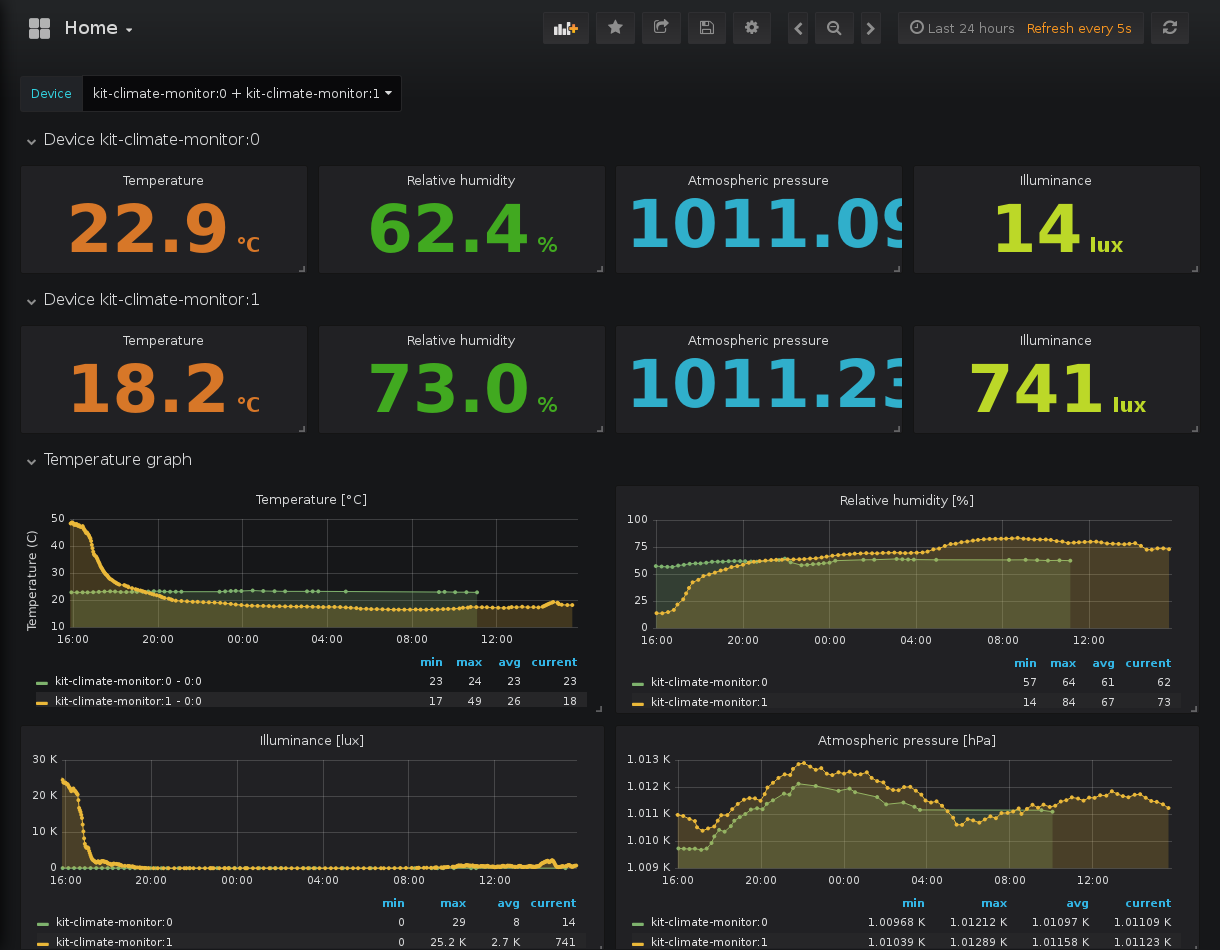 Home
Last 24 hours Refresh every 5s
Device kit-climate-monitor:0 + kit-climate-monitor:1
Device kit-climate-monitor:0
Temperature Relative humidity Atmospheric pressure Illuminance
22.9 °C 62.4 % 1011.09 14 lux
Device kit-climate-monitor:1
Temperature Relative humidity Atmospheric pressure Illuminance
18.2 °C 73.0 % 1011.23 741 lux
Temperature graph
Temperature [°C]
Temperature (C)
50
40
30
20
10
16:00 20:00 00:00 04:00 08:00 12:00
min max avg current
kit-climate-monitor:0 - 0:0 23 24 23 23
kit-climate-monitor:1 - 0:0 17 49 26 18
Relative humidity [%]
100
75
50
25
0
16:00 20:00 00:00 04:00 08:00 12:00
min max avg current
kit-climate-monitor:0 57 64 61 62
kit-climate-monitor:1 14 84 67 73
Illuminance [lux]
30 K
20 K
10 K
0
16:00 20:00 00:00 04:00 08:00 12:00
min max avg current
kit-climate-monitor:0 0 29 8 14
kit-climate-monitor:1 0 25.2 K 2.7 K 741
Atmospheric pressure [hPa]
1.013 K
1.012 K
1.011 K
1.010 K
1.009 K
16:00 20:00 00:00 04:00 08:00 12:00
min max avg current
kit-climate-monitor:0 1.00968 K 1.01212 K 1.01097 K 1.01109 K
kit-climate-monitor:1 1.01039 K 1.01289 K 1.01158 K 1.01123 K